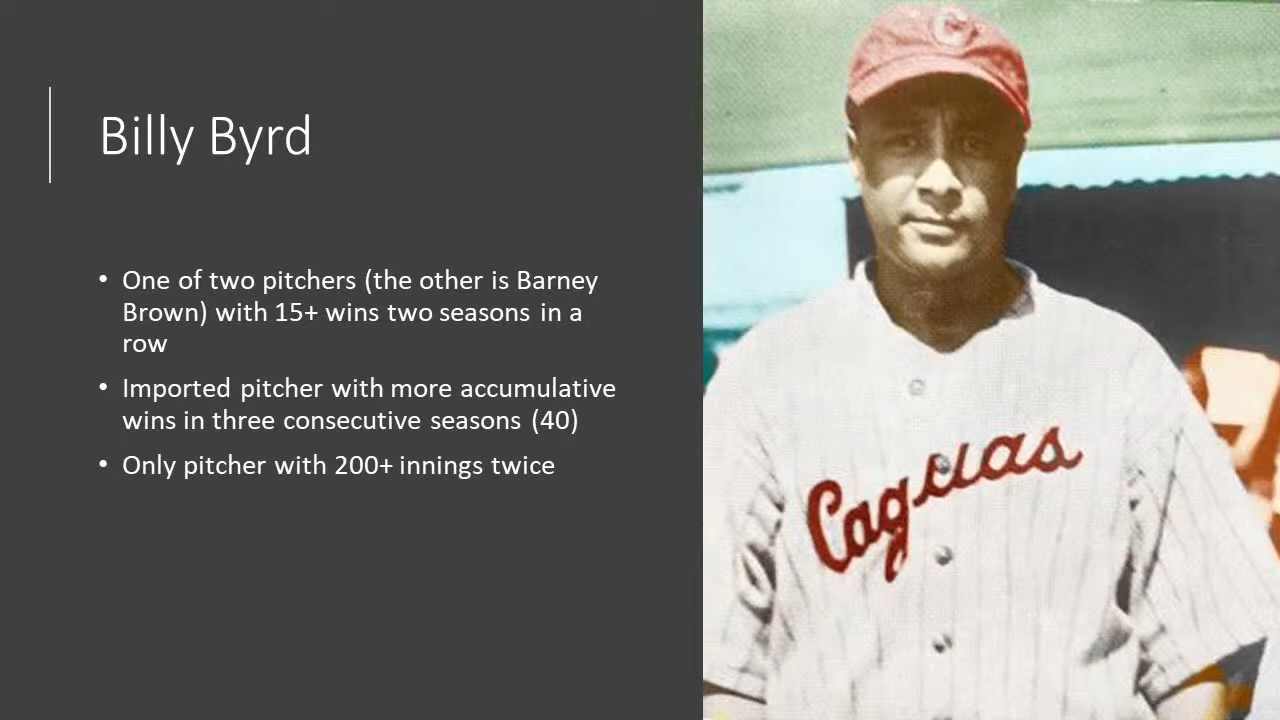 Billy Byrd
• One of two pitchers (the other is Barney
Brown) with 15+ wins two seasons in a
row
• Imported pitcher with more accumulative
wins in three consecutive seasons (40)
• Only pitcher with 200+ innings twice
C
Caguas